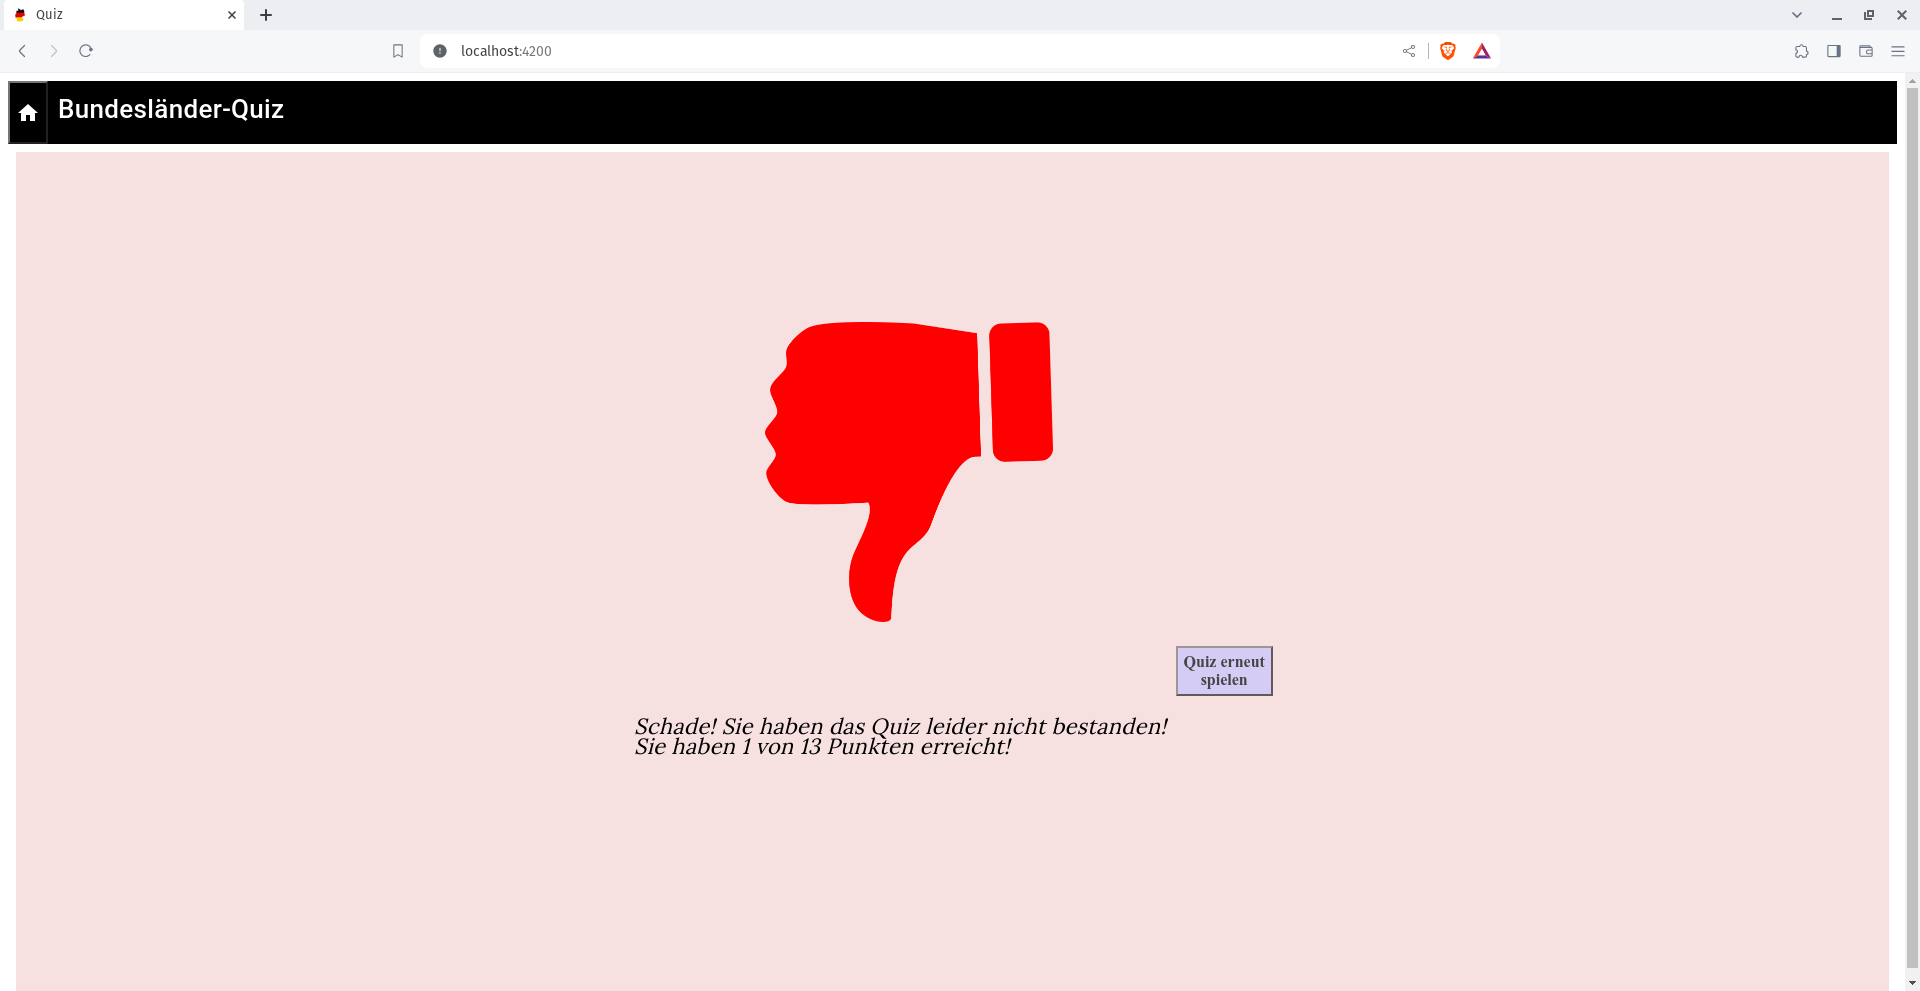 Quiz
localhost:4200
Bundesländer-Quiz
Quiz erneut
spielen
Schade! Sie haben das Quiz leider nicht bestanden!
Sie haben 1 von 13 Punkten erreicht!